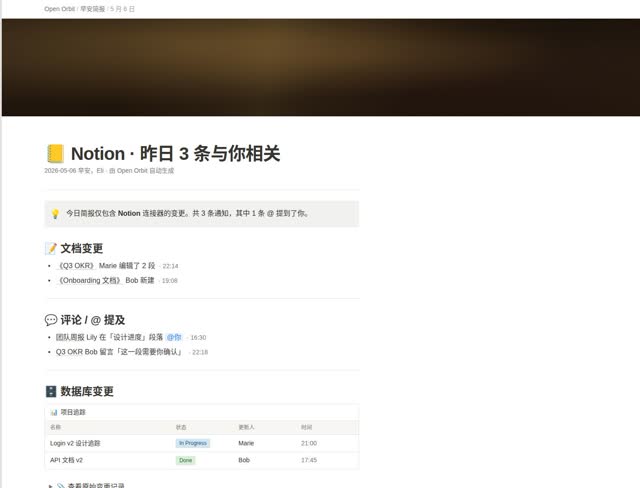 Open Orbit / 早安简报 / 5 月 6 日
📒 Notion · 昨日 3 条与你相关
2026-05-06 早安，Eli · 由 Open Orbit 自动生成
💡 今日简报仅包含 Notion 连接器的变更。共 3 条通知，其中 1 条 @ 提到了你。
📝 文档变更
• 《Q3 OKR》 Marie 编辑了 2 段 · 22:14
• 《Onboarding 文档》 Bob 新建 · 19:08
💬 评论 / @ 提及
• 团队周报 Lily 在「设计进度」段落 @你 · 16:30
• Q3 OKR Bob 留言「这一段需要你确认」 · 22:18
🗄️ 数据库变更
📊 项目追踪
名称 状态 更新人 时间
Login v2 设计追踪 In Progress Marie 21:00
API 文档 v2 Done Bob 17:45
▸ 📎 查看原始变更记录